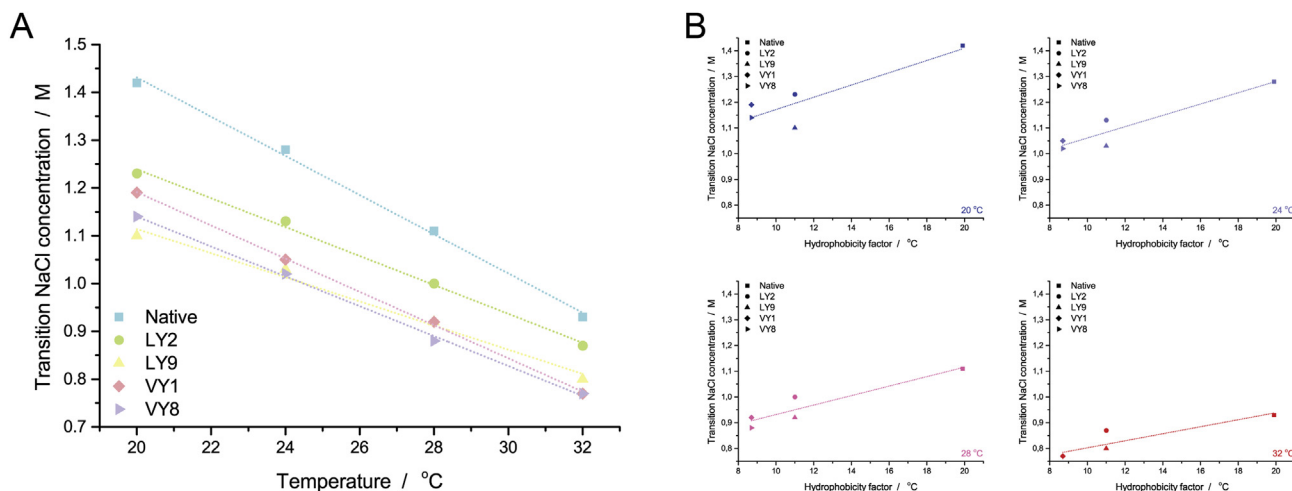 A
Transition NaCl concentration / M
1.5
1.4
1.3
1.2
1.1
1.0
0.9
0.8
0.7
Native
LY2
LY9
VY1
VY8
20 22 24 26 28 30 32
Temperature / °C
B
Transition NaCl concentration / M
1,4
1,3
1,2
1,1
1,0
0,9
0,8
Native
LY2
LY9
VY1
VY8
20 °C
8 10 12 14 16 18 20
Hydrophobicity factor / °C
Transition NaCl concentration / M
1,4
1,3
1,2
1,1
1,0
0,9
0,8
Native
LY2
LY9
VY1
VY8
24 °C
8 10 12 14 16 18 20
Hydrophobicity factor / °C
Transition NaCl concentration / M
1,4
1,3
1,2
1,1
1,0
0,9
0,8
Native
LY2
LY9
VY1
VY8
28 °C
8 10 12 14 16 18 20
Hydrophobicity factor / °C
Transition NaCl concentration / M
1,4
1,3
1,2
1,1
1,0
0,9
0,8
Native
LY2
LY9
VY1
VY8
32 °C
8 10 12 14 16 18 20
Hydrophobicity factor / °C